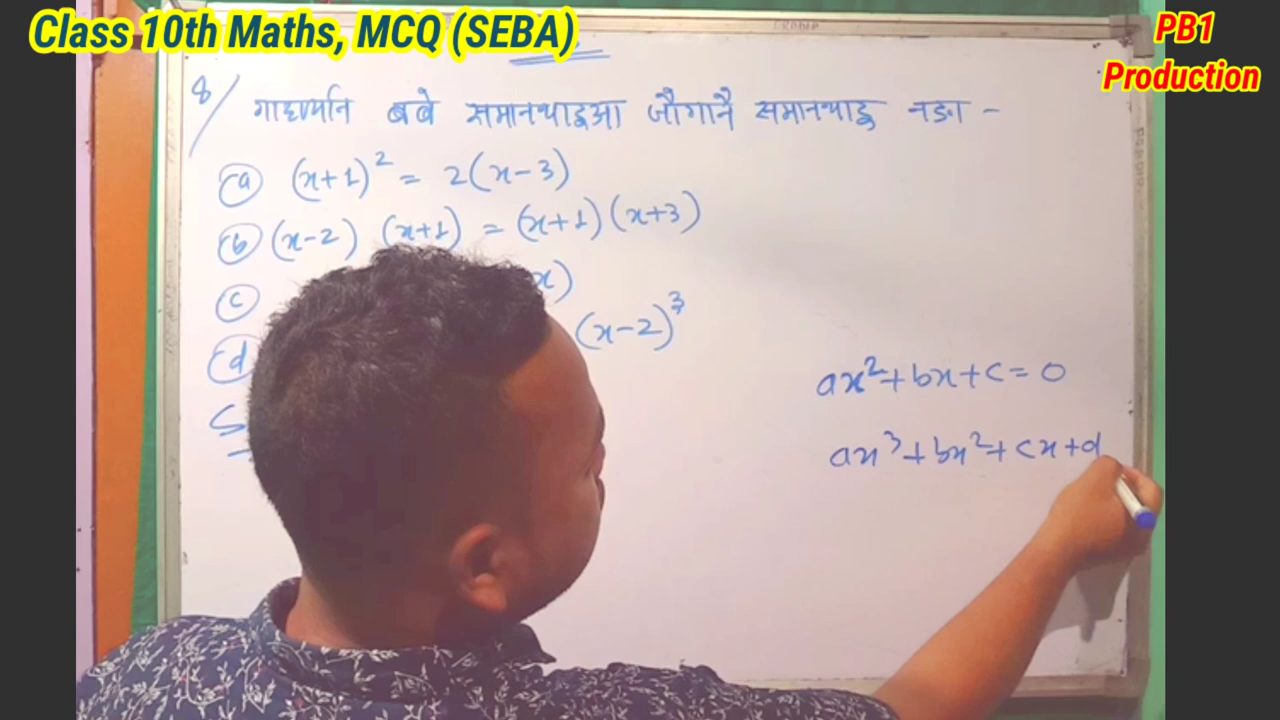 Class 10th Maths, MCQ (SEBA)
PB1
Production
8/ गाहायनि बबे समानथाइआ जौगानै समानथाइ नङा -
(a) (x+1)² = 2(x-3)
(b) (x-2) (x+1) = (x+1)(x+3)
(c) x)
(d) (x-2)³
ax²+bx+c=0
ax³+bx²+cx+d